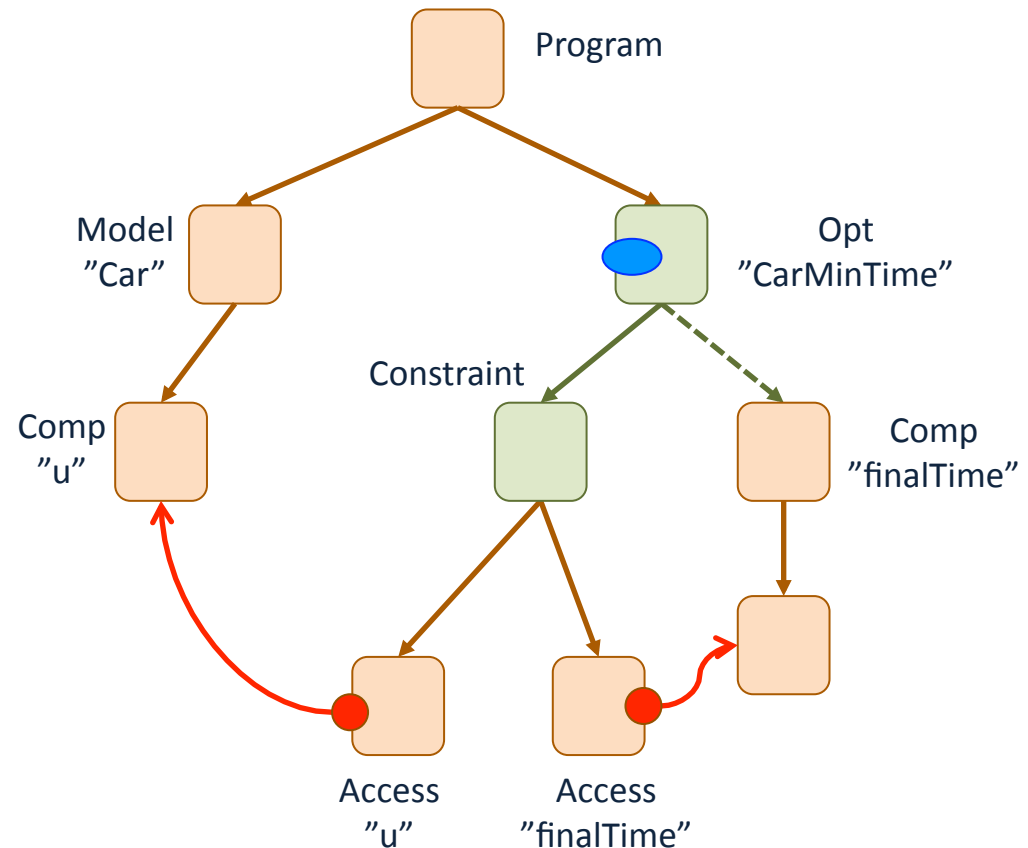 Program
Model
”Car”
Opt
”CarMinTime”
Constraint
Comp
”u”
Comp
”finalTime”
Access
”u”
Access
”finalTime”